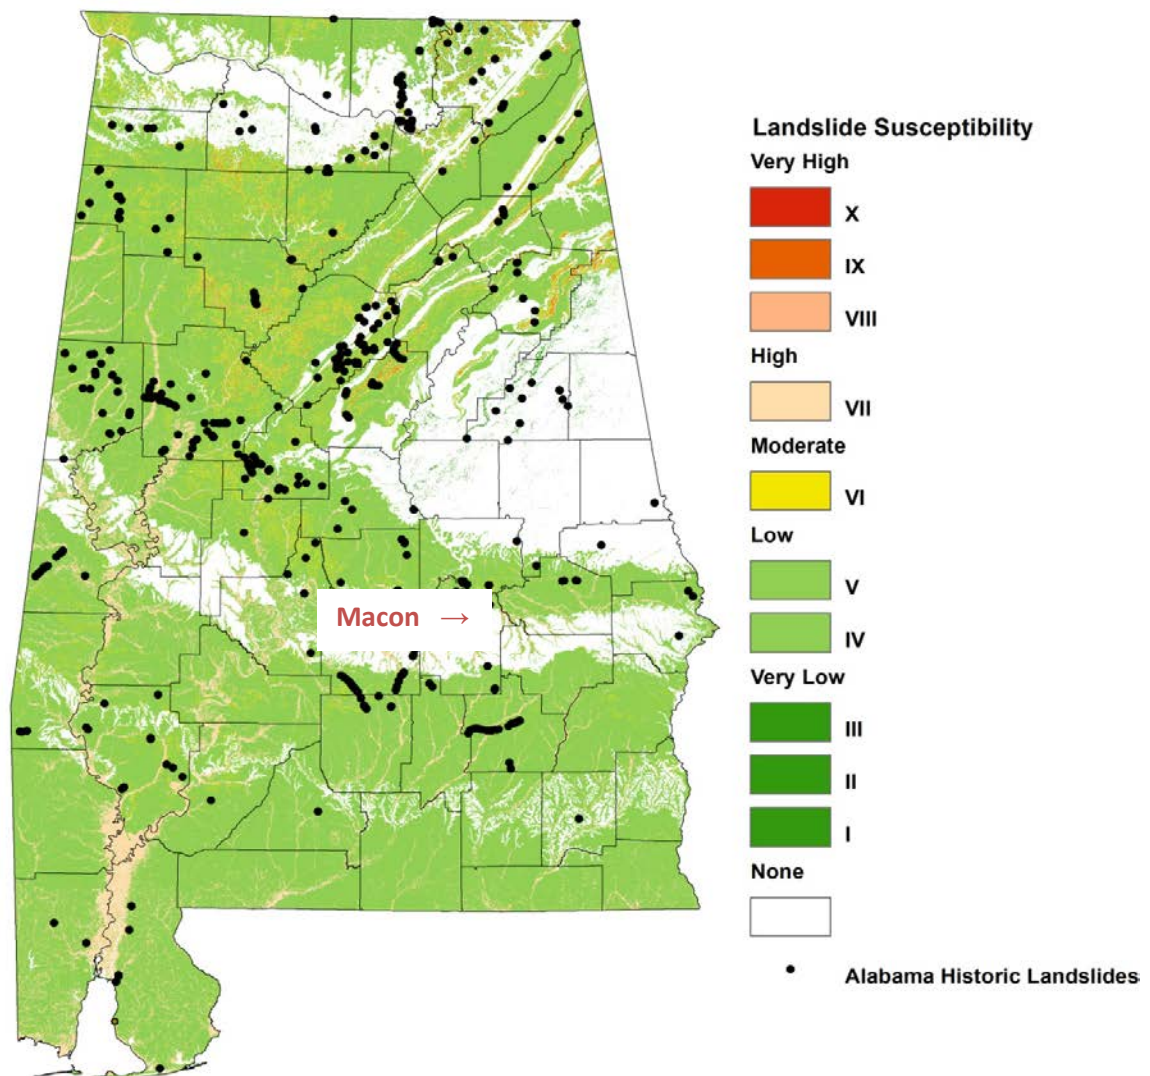 Landslide Susceptibility
Very High
X
IX
VIII
High
VII
Moderate
VI
Low
V
IV
Very Low
III
II
I
None
Alabama Historic Landslides
Macon →